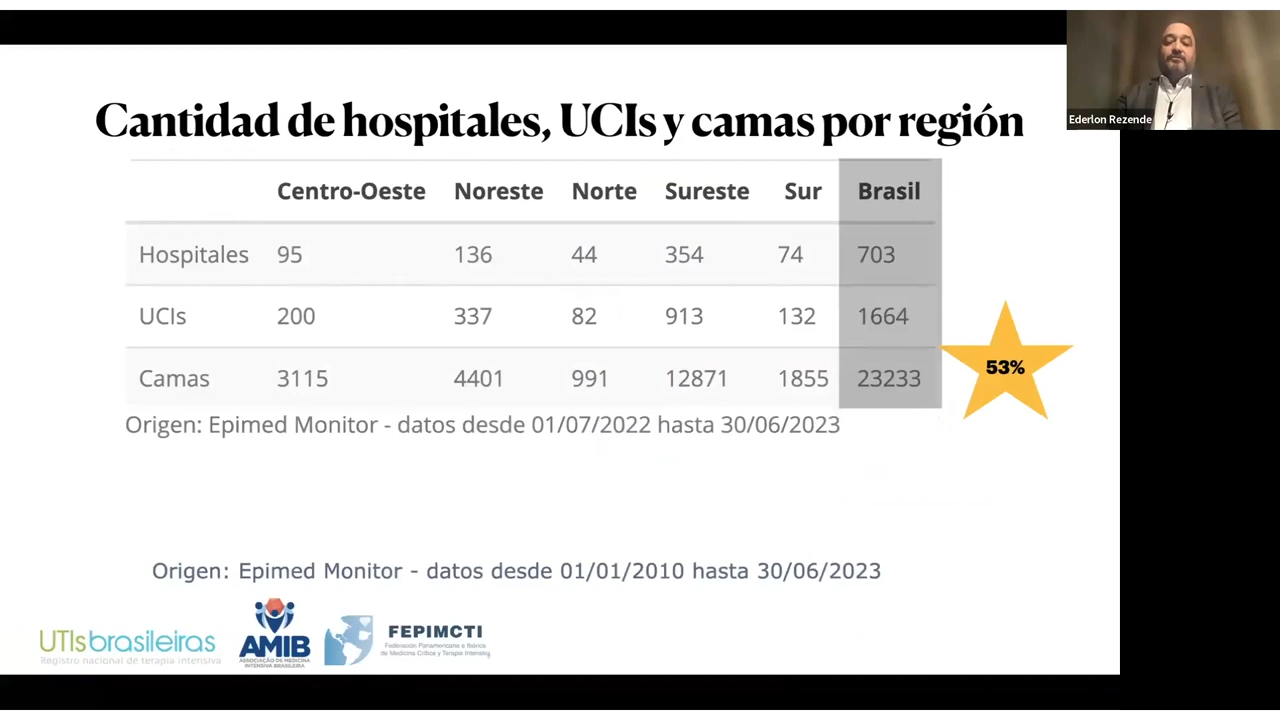 Ederlon Rezende
Cantidad de hospitales, UCIs y camas por región
Centro-Oeste Noreste Norte Sureste Sur Brasil
Hospitales 95 136 44 354 74 703
UCIs 200 337 82 913 132 1664
Camas 3115 4401 991 12871 1855 23233
53%
Origen: Epimed Monitor - datos desde 01/07/2022 hasta 30/06/2023
Origen: Epimed Monitor - datos desde 01/01/2010 hasta 30/06/2023
UTIsbrasileiras
Registro nacional de terapia intensiva
AMIB
ASSOCIAÇÃO DE MEDICINA
INTENSIVA BRASILEIRA
FEPIMCTI
Federación Panamericana e Ibérica
de Medicina Crítica y Terapia Intensiva